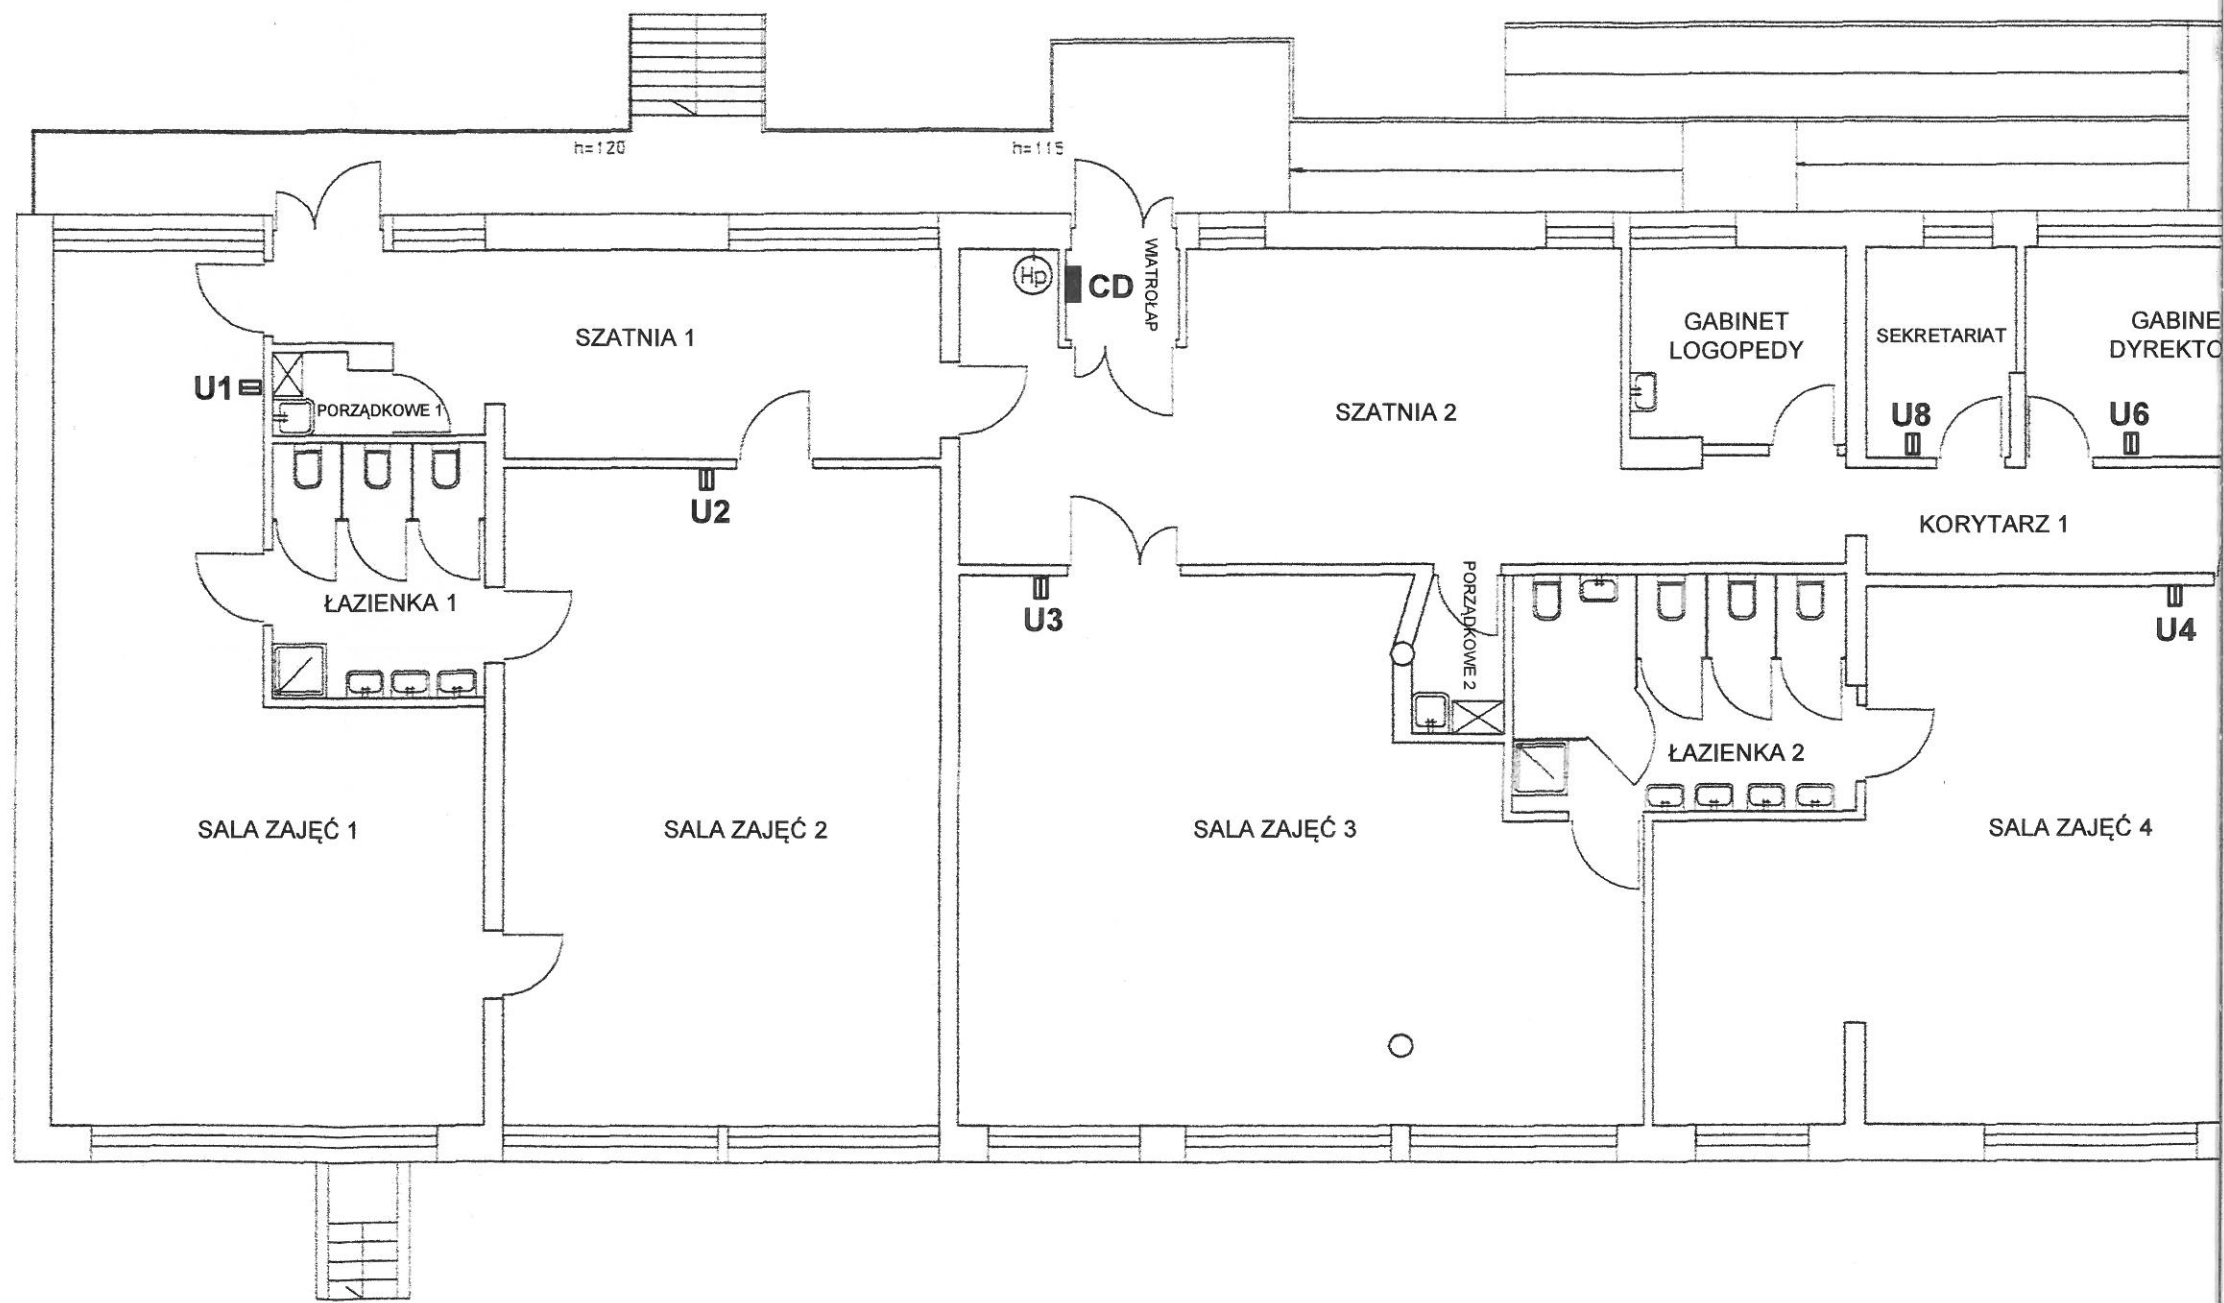 h=120
h=115
WIATROŁAP
Hp
CD
SZATNIA 1
GABINET
LOGOPEDY
SEKRETARIAT
GABINE
DYREKTO
U1
PORZĄDKOWE 1
SZATNIA 2
U8
U6
U2
KORYTARZ 1
ŁAZIENKA 1
U3
PORZĄDKOWE 2
U4
ŁAZIENKA 2
SALA ZAJĘĆ 1
SALA ZAJĘĆ 2
SALA ZAJĘĆ 3
SALA ZAJĘĆ 4